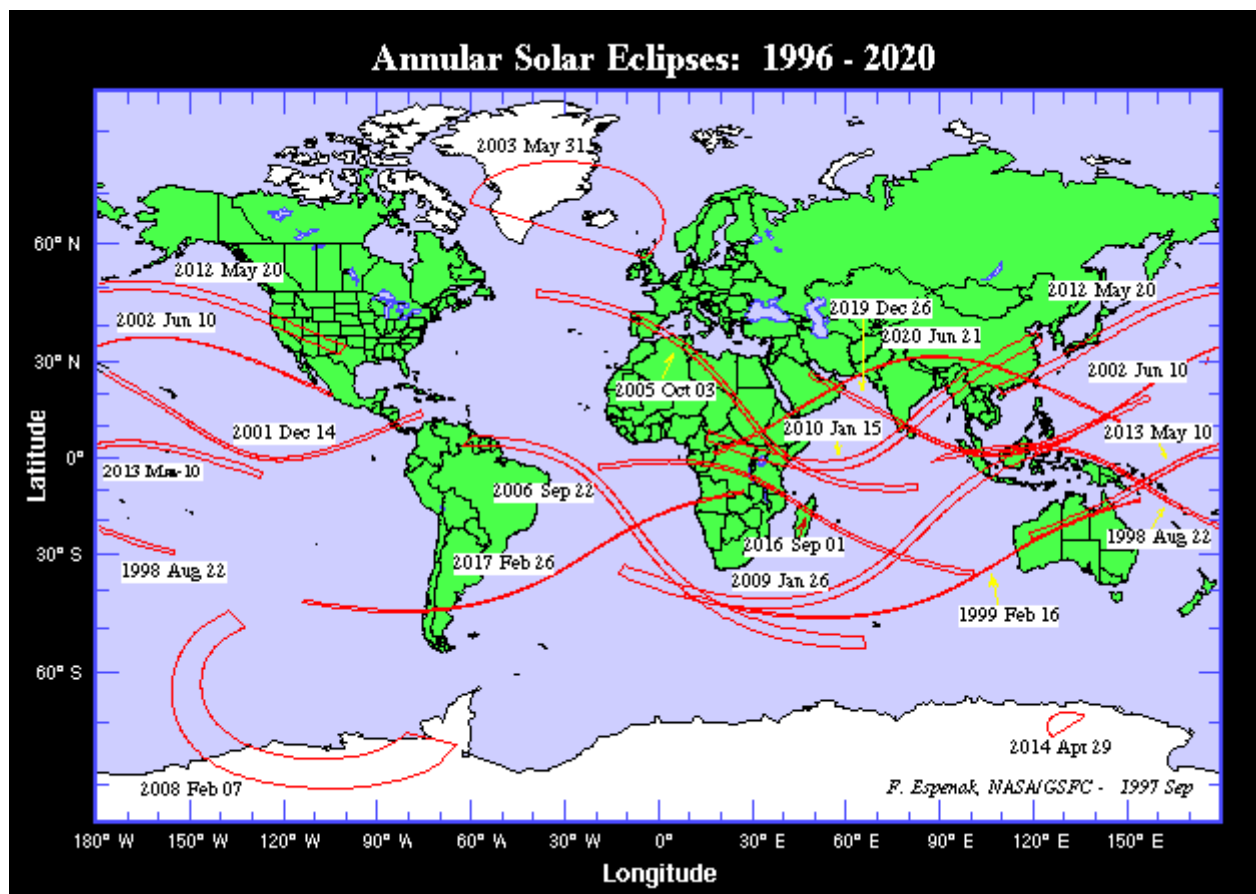 Annular Solar Eclipses: 1996 - 2020
2003 May 31
60° N
2012 May 20
2012 May 20
2019 Dec 26
2002 Jun 10
2020 Jun 21
30° N
2002 Jun 10
2005 Oct 03
2001 Dec 14
2010 Jan 15
2013 May 10
Latitude
0°
2013 Mar 10
2006 Sep 22
1998 Aug 22
30° S
2016 Sep 01
1998 Aug 22
2017 Feb 26
2009 Jan 26
1999 Feb 16
60° S
2014 Apr 29
2008 Feb 07
F. Espenak, NASA/GSFC - 1997 Sep
180° W 150° W 120° W 90° W 60° W 30° W 0° 30° E 60° E 90° E 120° E 150° E
Longitude